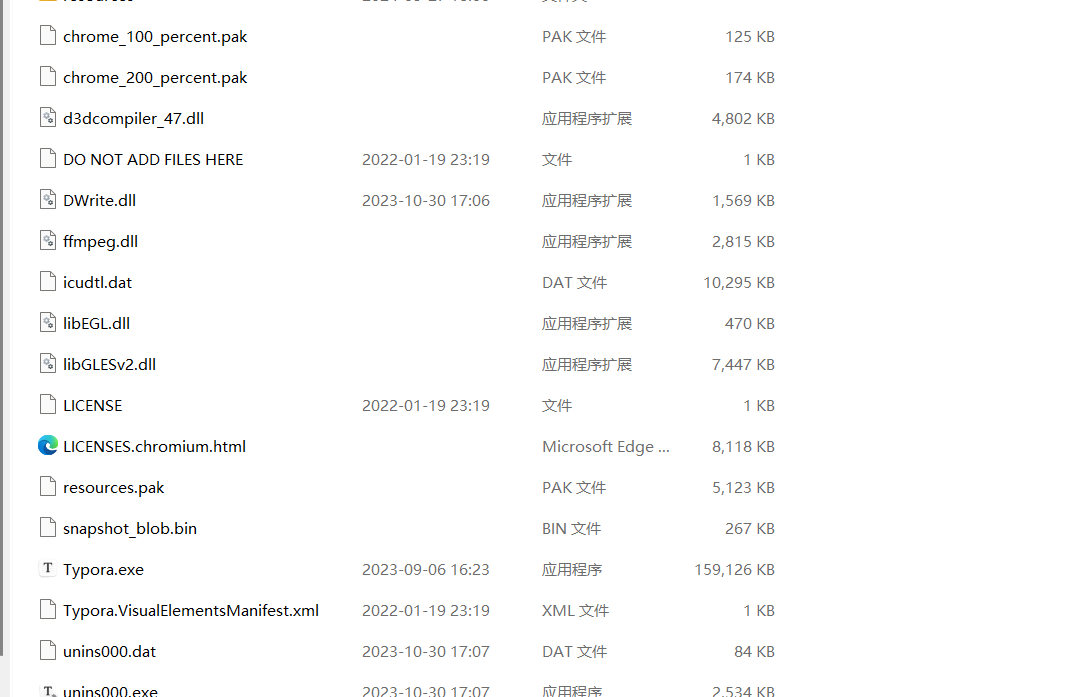 chrome_100_percent.pak PAK 文件 125 KB
chrome_200_percent.pak PAK 文件 174 KB
d3dcompiler_47.dll 应用程序扩展 4,802 KB
DO NOT ADD FILES HERE 2022-01-19 23:19 文件 1 KB
DWrite.dll 2023-10-30 17:06 应用程序扩展 1,569 KB
ffmpeg.dll 应用程序扩展 2,815 KB
icudtl.dat DAT 文件 10,295 KB
libEGL.dll 应用程序扩展 470 KB
libGLESv2.dll 应用程序扩展 7,447 KB
LICENSE 2022-01-19 23:19 文件 1 KB
LICENSES.chromium.html Microsoft Edge ... 8,118 KB
resources.pak PAK 文件 5,123 KB
snapshot_blob.bin BIN 文件 267 KB
Typora.exe 2023-09-06 16:23 应用程序 159,126 KB
Typora.VisualElementsManifest.xml 2022-01-19 23:19 XML 文件 1 KB
unins000.dat 2023-10-30 17:07 DAT 文件 84 KB
unins000.exe 2023-10-30 17:07 应用程序 2,534 KB